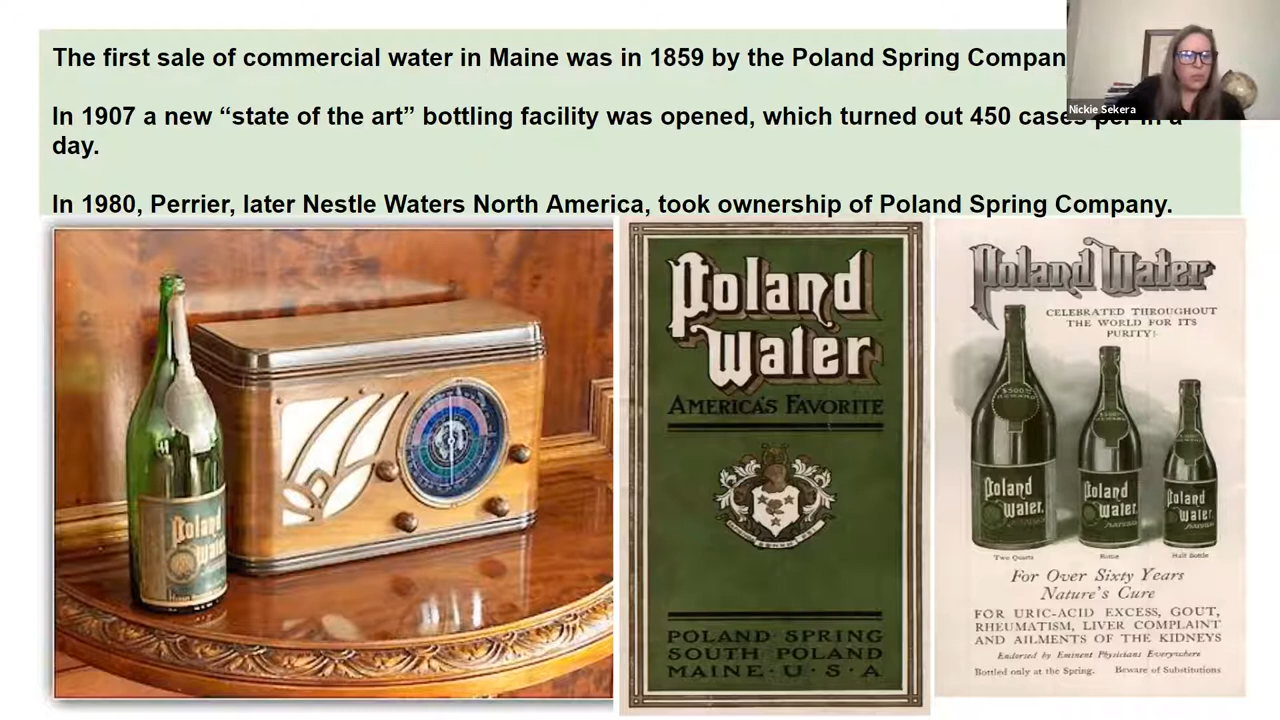 The first sale of commercial water in Maine was in 1859 by the Poland Spring Compan
Nickie Sekera
In 1907 a new “state of the art” bottling facility was opened, which turned out 450 cases per in a
day.
In 1980, Perrier, later Nestle Waters North America, took ownership of Poland Spring Company.
Poland
Water
Poland
Water
AMERICA'S FAVORITE
POLAND SPRING
SOUTH POLAND
MAINE·U·S·A
Poland Water
CELEBRATED THROUGHOUT
THE WORLD FOR ITS
PURITY!
Poland
Water.
Poland
Water.
Poland
Water.
Two Quarts
Bottle
Half Bottle
For Over Sixty Years
Nature's Cure
FOR URIC-ACID EXCESS, GOUT,
RHEUMATISM, LIVER COMPLAINT
AND AILMENTS OF THE KIDNEYS
Endorsed by Eminent Physicians Everywhere
Bottled only at the Spring. Beware of Substitutions